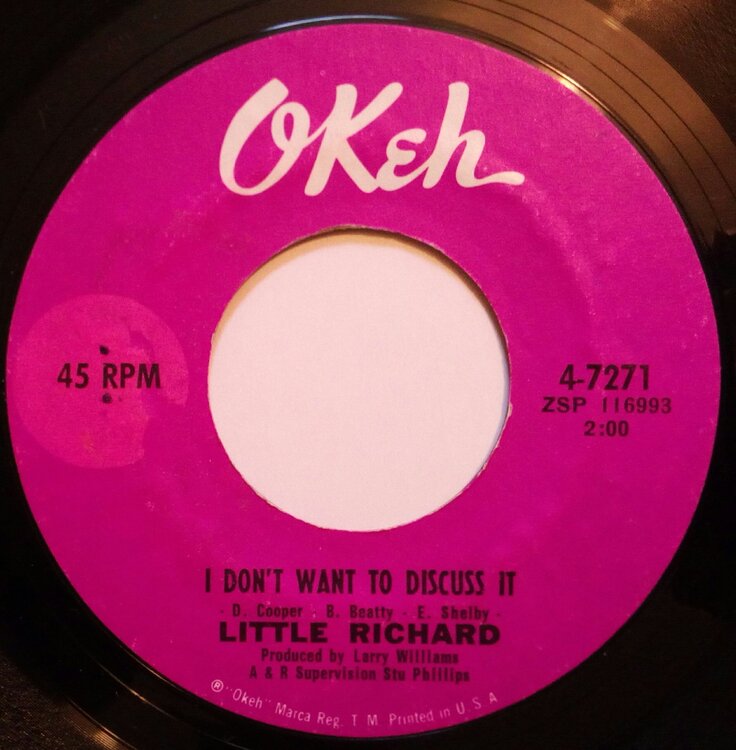 OKeh
45 RPM
4-7271
ZSP 116993
2:00
I DON'T WANT TO DISCUSS IT
- D. Cooper - B. Beatty - E. Shelby -
LITTLE RICHARD
Produced by Larry Williams
A & R Supervision Stu Phillips
® "Okeh" Marca Reg. T M Printed in U S A